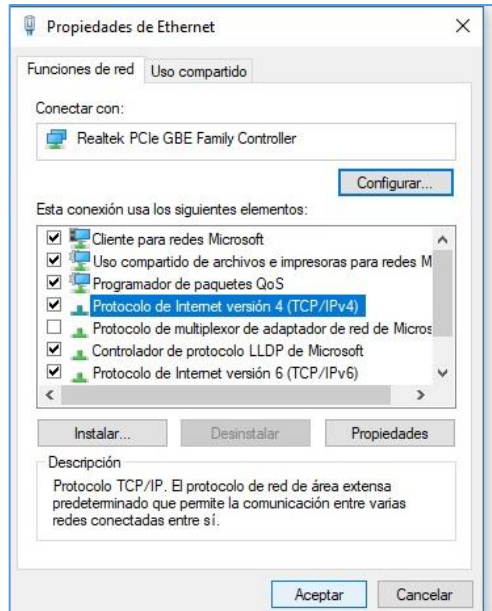 Propiedades de Ethernet
Funciones de red
Uso compartido
Conectar con:
Realtek PCIe GBE Family Controller
Configurar...
Esta conexión usa los siguientes elementos:
Cliente para redes Microsoft
Uso compartido de archivos e impresoras para redes M
Programador de paquetes QoS
Protocolo de Internet versión 4 (TCP/IPv4)
Protocolo de multiplexor de adaptador de red de Micros
Controlador de protocolo LLDP de Microsoft
Protocolo de Internet versión 6 (TCP/IPv6)
Instalar...
Desinstalar
Propiedades
Descripción
Protocolo TCP/IP. El protocolo de red de área extensa
predeterminado que permite la comunicación entre varias
redes conectadas entre sí.
Aceptar
Cancelar